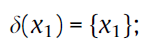 δ(x₁) = {x₁};